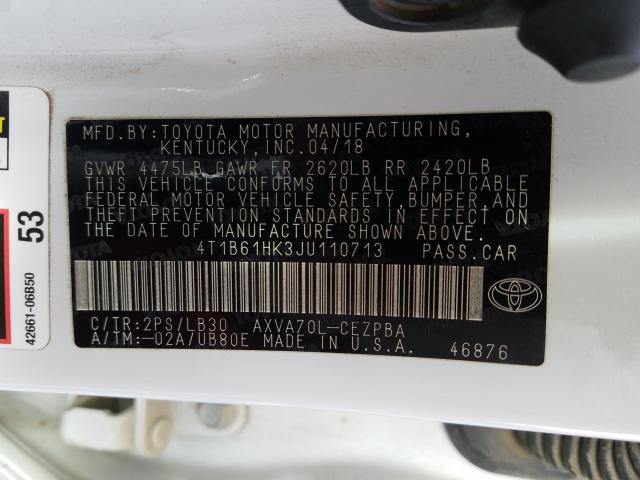 MFD.BY:TOYOTA MOTOR MANUFACTURING,
KENTUCKY,INC.04/18
GVWR 4475LB GAWR FR 2620LB RR 2420LB
THIS VEHICLE CONFORMS TO ALL APPLICABLE
FEDERAL MOTOR VEHICLE SAFETY,BUMPER,AND
THEFT PREVENTION STANDARDS IN EFFECT ON
THE DATE OF MANUFACTURE SHOWN ABOVE.
4T1B61HK3JU110713 PASS.CAR
C/TR:2PS/LB30 AXVA70L-CEZPBA
A/TM:-02A/UB80E MADE IN U.S.A.
46876
53
42661-06B50